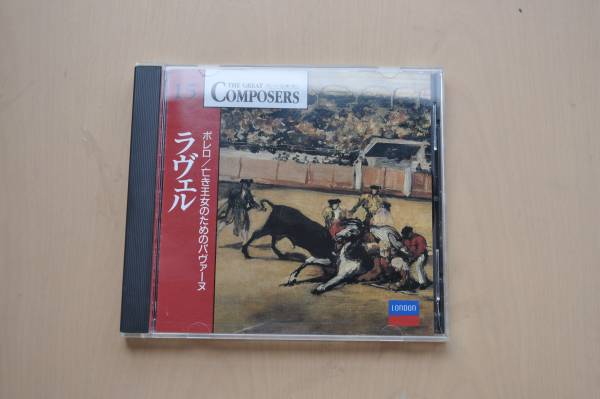 15
THE GREAT
COMPOSERS
ボレロ／亡き王女のためのパヴァーヌ
ラヴェル
LONDON